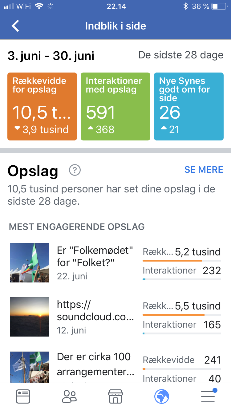 WiFi
22.14
36 %
Indblik i side
3. juni - 30. juni
De sidste 28 dage
Rækkevidde for opslag
10,5 t...
3,9 tusind
Interaktioner med opslag
591
368
Nye Synes godt om for side
26
21
Opslag ?
SE MERE
10,5 tusind personer har set dine opslag i de
sidste 28 dage.
MEST ENGAGERENDE OPSLAG
Er "Folkemødet"
for "Folket?"
22. juni
Rækk... 5,2 tusind
Interaktioner 232
https://
soundcloud.co...
12. juni
Rækk... 5,5 tusind
Interaktioner 165
Der er cirka 100
arrangementer...
Rækkevidde 241
Interaktioner 40